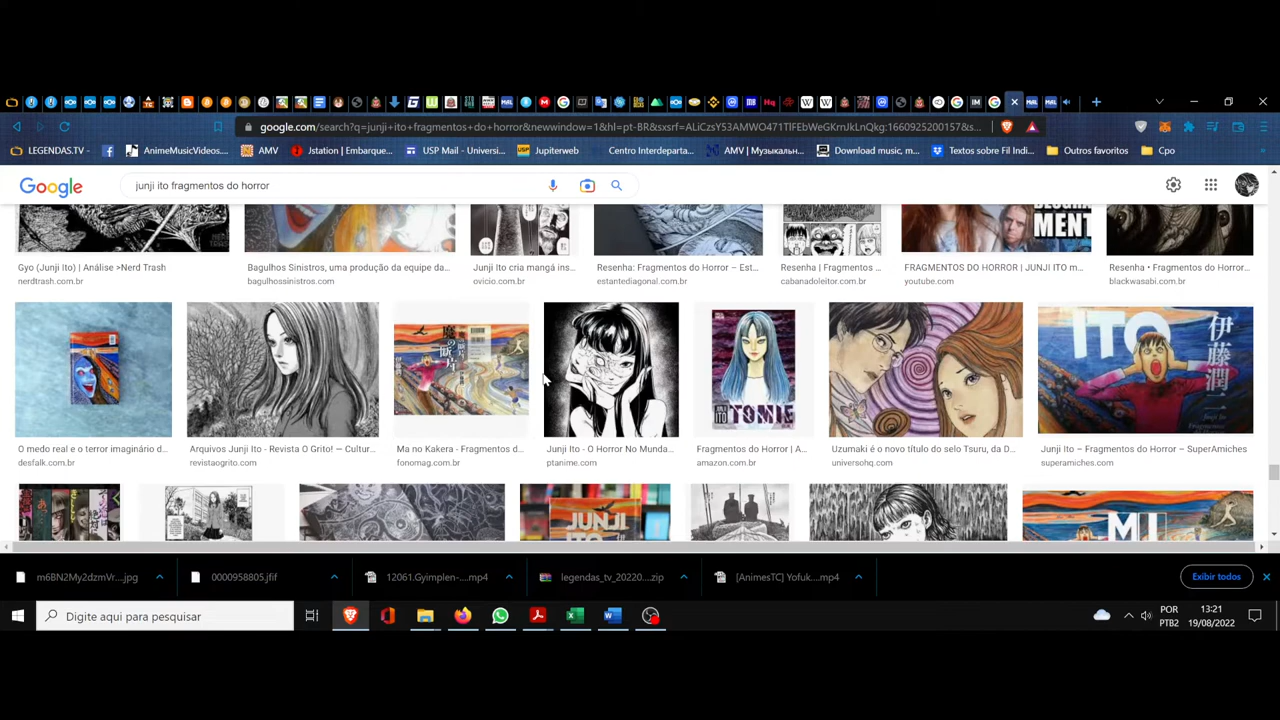 google.com/search?q=junji+ito+fragmentos+do+horror&newwindow=1&hl=pt-BR&sxsrf=ALiCzsY53AMWO471TlFEbWeGKrnJkLnQkg:1660925200157&s...
LEGENDAS.TV - AnimeMusicVideos... AMV Jstation | Embarque... USP Mail - Universi... Jupiterweb Centro Interdeparta... AMV | Музыкальн... Download music, m... Textos sobre Fil Indi... Outros favoritos Cpo
Google junji ito fragmentos do horror
MENT
Gyo (Junji Ito) | Análise >Nerd Trash Bagulhos Sinistros, uma produção da equipe da... Junji Ito cria mangá ins... Resenha: Fragmentos do Horror – Est... Resenha | Fragmentos ... FRAGMENTOS DO HORROR | JUNJI ITO m... Resenha • Fragmentos do Horror...
nerdtrash.com.br bagulhossinistros.com ovicio.com.br estantediagonal.com.br cabanadoleitor.com.br youtube.com blackwasabi.com.br
ITO 伊藤潤二
JUNJI ITO TOMIE
O medo real e o terror imaginário d... Arquivos Junji Ito - Revista O Grito! — Cultur... Ma no Kakera - Fragmentos d... Junji Ito - O Horror No Munda... Fragmentos do Horror | A... Uzumaki é o novo título do selo Tsuru, da D... Junji Ito – Fragmentos do Horror – SuperAmiches
desfalk.com.br revistaogrito.com fonomag.com.br ptanime.com amazon.com.br universohq.com superamiches.com
JUNJI
m6BN2My2dzmVr....jpg 0000958805.jfif 12061.Gyimplen-....mp4 legendas_tv_20220...zip [AnimesTC] Yofuk....mp4 Exibir todos
Digite aqui para pesquisar
POR 13:21
PTB2 19/08/2022